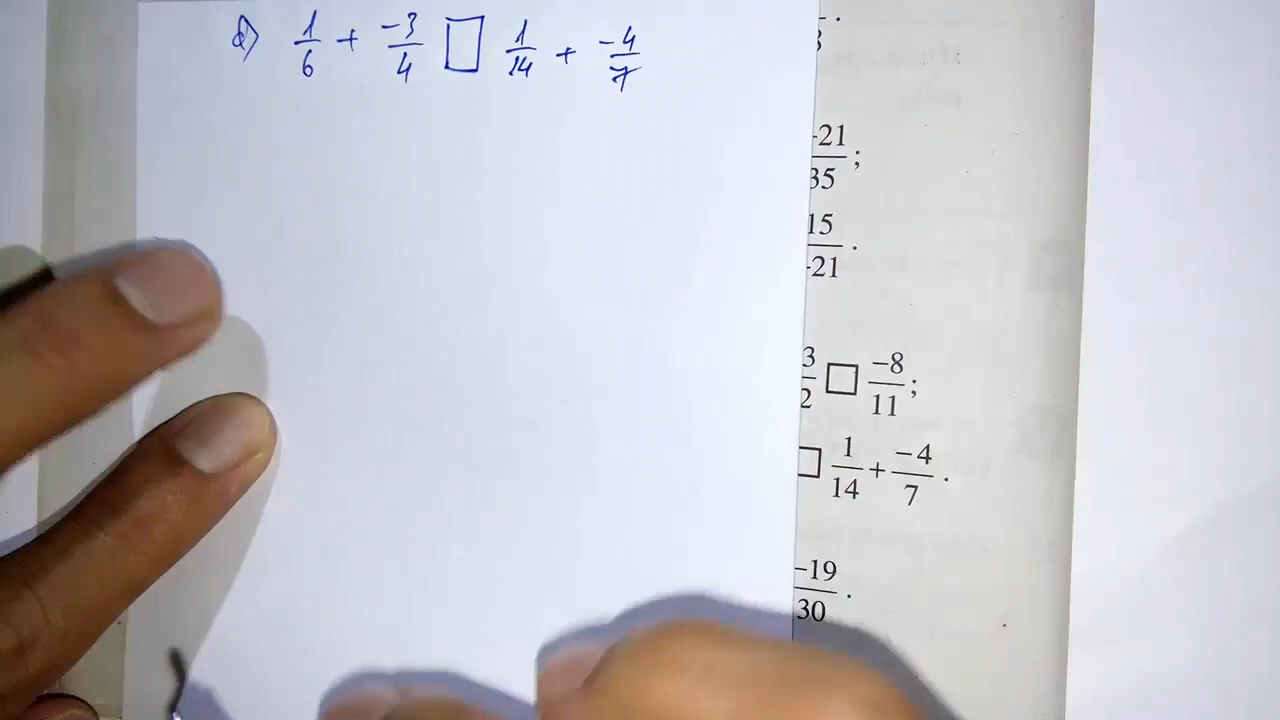 d) 1/6 + -3/4 □ 1/14 + -4/7
-21/35 ;
15/-21 .
3/2 □ -8/11 ;
□ 1/14 + -4/7 .
-19/30 .